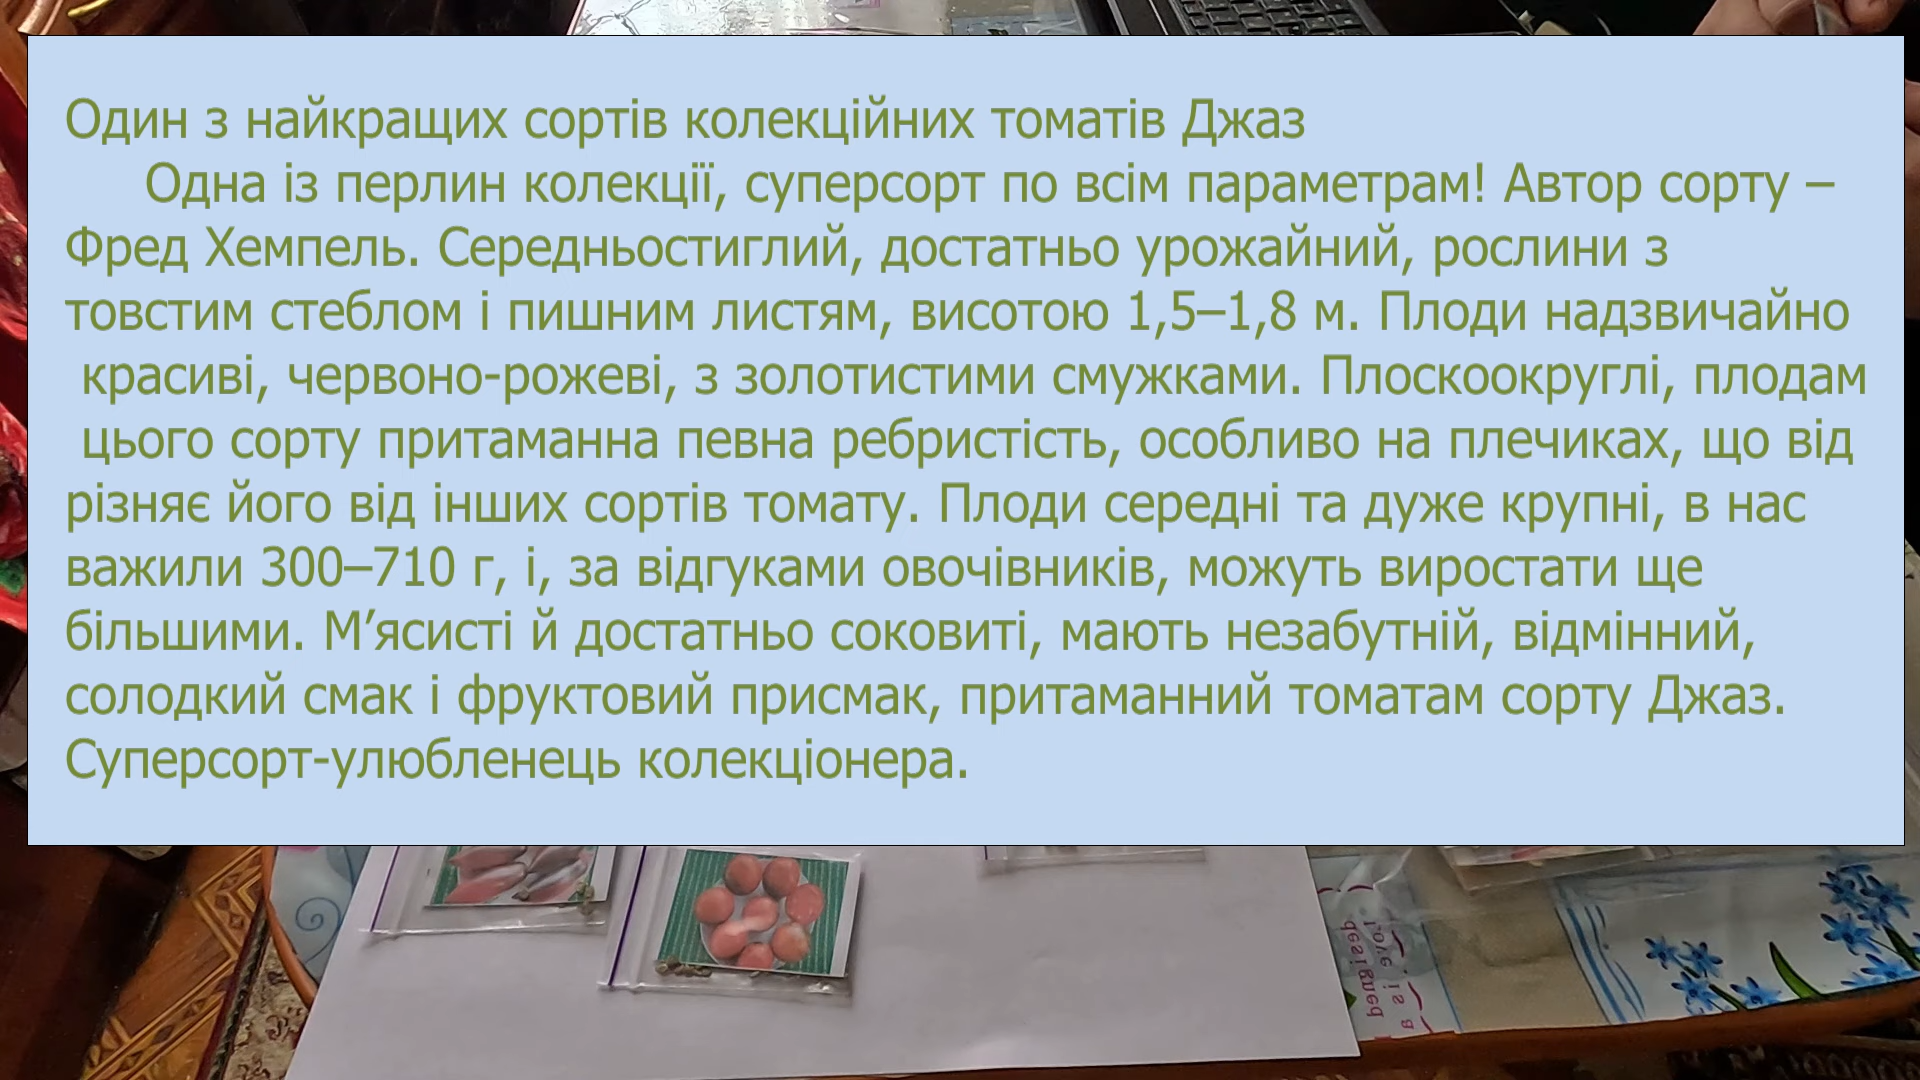 Один з найкращих сортів колекційних томатів Джаз
Одна із перлин колекції, суперсорт по всім параметрам! Автор сорту –
Фред Хемпель. Середньостиглий, достатньо урожайний, рослини з
товстим стеблом і пишним листям, висотою 1,5–1,8 м. Плоди надзвичайно
красиві, червоно-рожеві, з золотистими смужками. Плоскоокруглі, плодам
цього сорту притаманна певна ребристість, особливо на плечиках, що від
різняє його від інших сортів томату. Плоди середні та дуже крупні, в нас
важили 300–710 г, і, за відгуками овочівників, можуть виростати ще
більшими. М’ясисті й достатньо соковиті, мають незабутній, відмінний,
солодкий смак і фруктовий присмак, притаманний томатам сорту Джаз.
Суперсорт-улюбленець колекціонера.